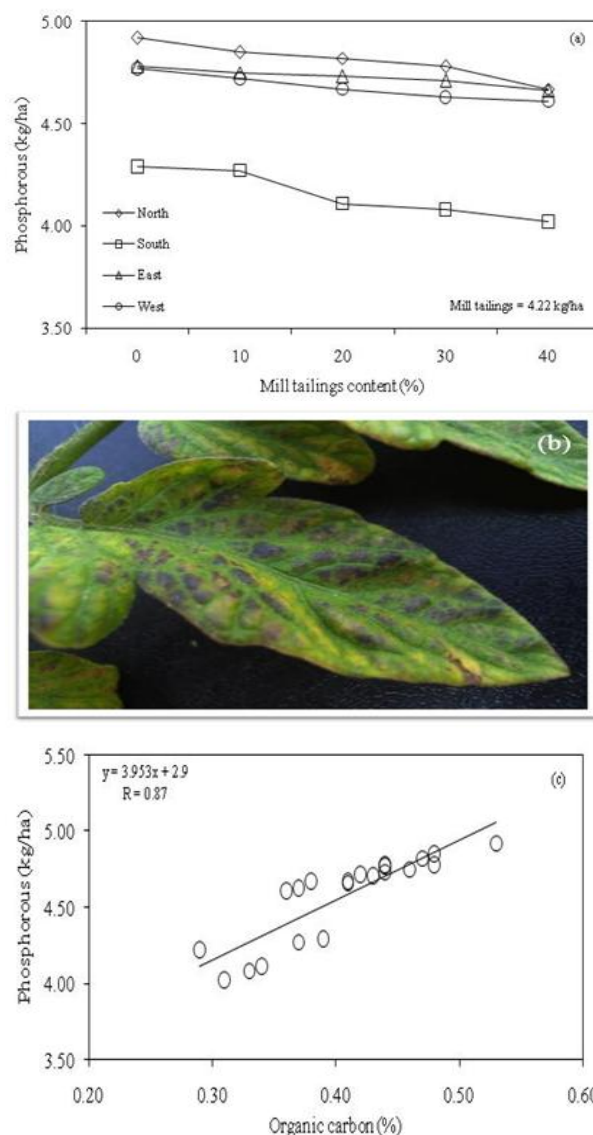 5.00
(a)
Phosphorous (kg/ha)
4.50
4.00
North
South
East
West
Mill tailings = 4.22 kg/ha
3.50
0 10 20 30 40
Mill tailings content (%)
(b)
5.50
y = 3.953x + 2.9
(c)
R = 0.87
Phosphorous (kg/ha)
5.00
4.50
4.00
3.50
0.20 0.30 0.40 0.50 0.60
Organic carbon (%)